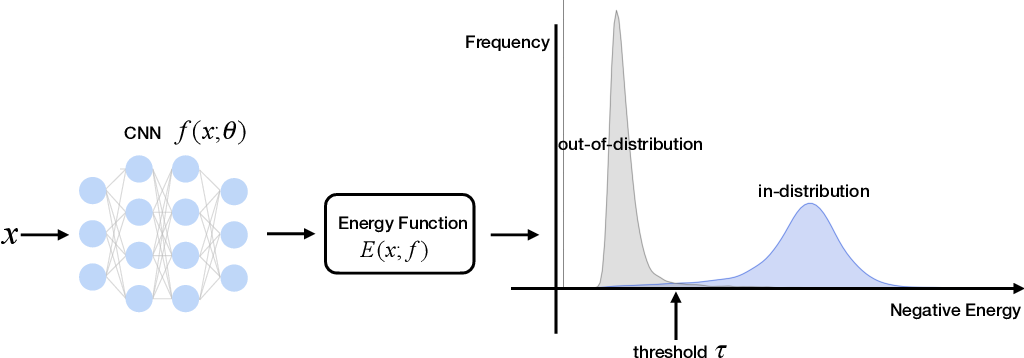 Frequency
CNN f(x;θ)
out-of-distribution
in-distribution
x
Energy Function
E(x; f)
Negative Energy
threshold τ